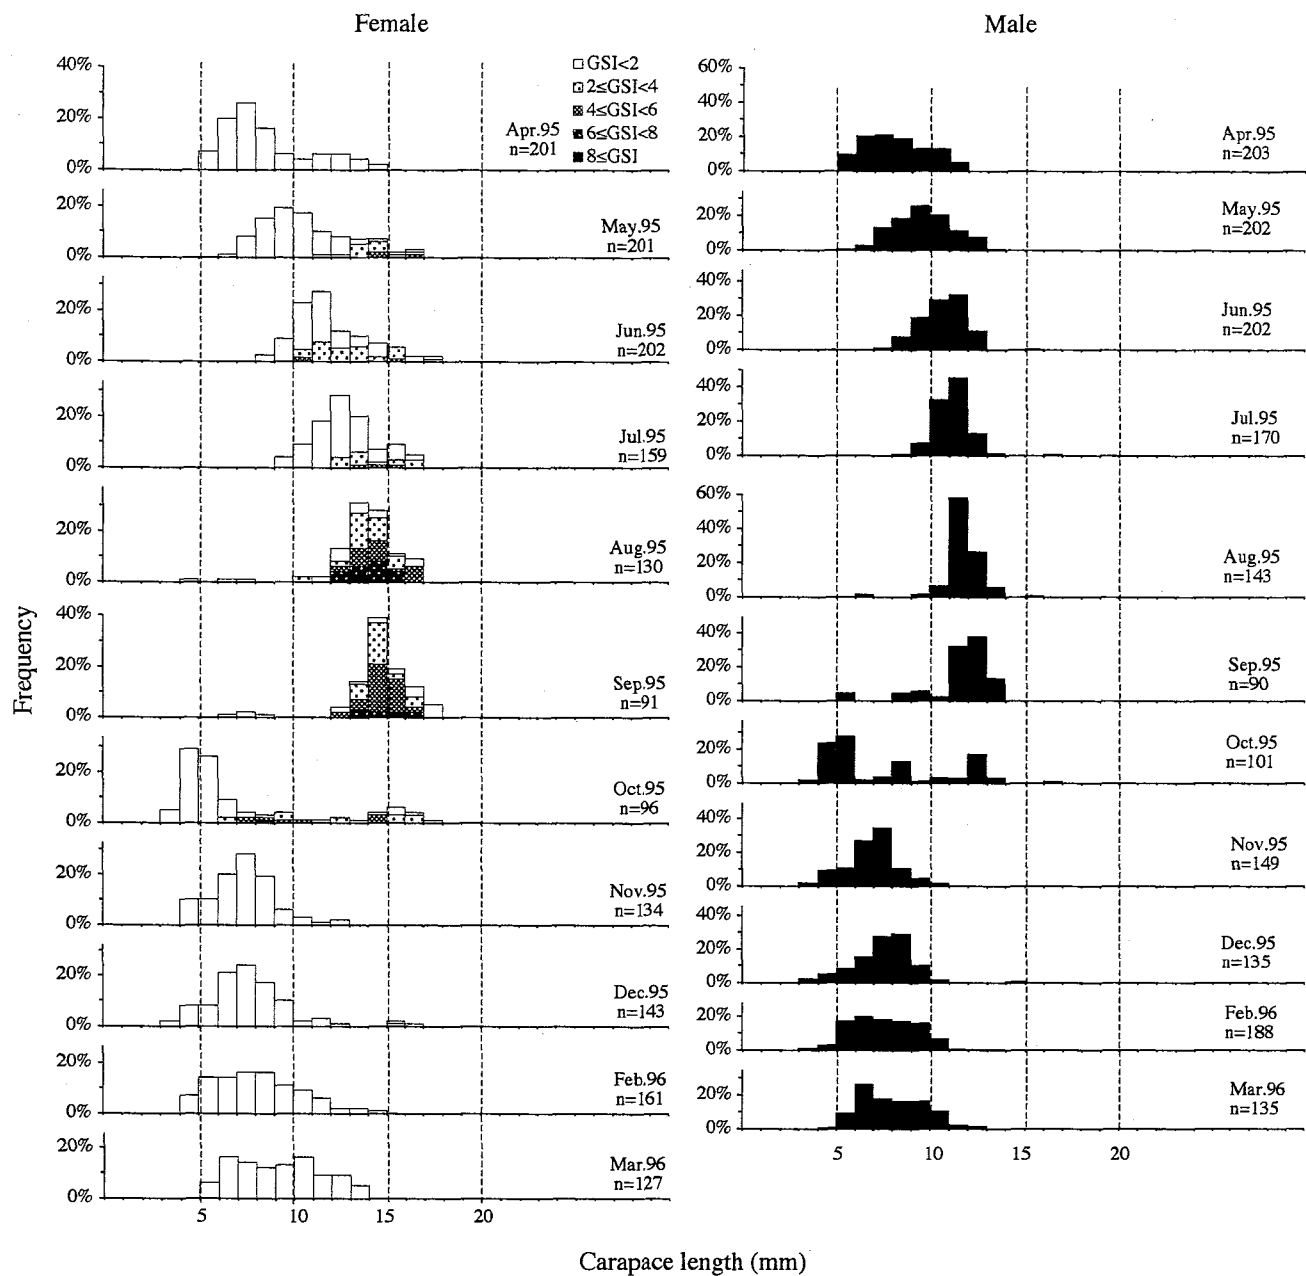 Female
Male
40%
20%
0%
GSI<2
2≤GSI<4
4≤GSI<6
6≤GSI<8
8≤GSI
Apr.95
n=201
20%
0%
May.95
n=201
20%
0%
Jun.95
n=202
20%
0%
Jul.95
n=159
20%
0%
Aug.95
n=130
40%
20%
0%
Sep.95
n=91
20%
0%
Oct.95
n=96
20%
0%
Nov.95
n=134
20%
0%
Dec.95
n=143
20%
0%
Feb.96
n=161
20%
0%
Mar.96
n=127
5 10 15 20
60%
40%
20%
0%
Apr.95
n=203
20%
0%
May.95
n=202
40%
20%
0%
Jun.95
n=202
40%
20%
0%
Jul.95
n=170
60%
40%
20%
0%
Aug.95
n=143
40%
20%
0%
Sep.95
n=90
20%
0%
Oct.95
n=101
40%
20%
0%
Nov.95
n=149
40%
20%
0%
Dec.95
n=135
20%
0%
Feb.96
n=188
20%
0%
Mar.96
n=135
5 10 15 20
Frequency
Carapace length (mm)